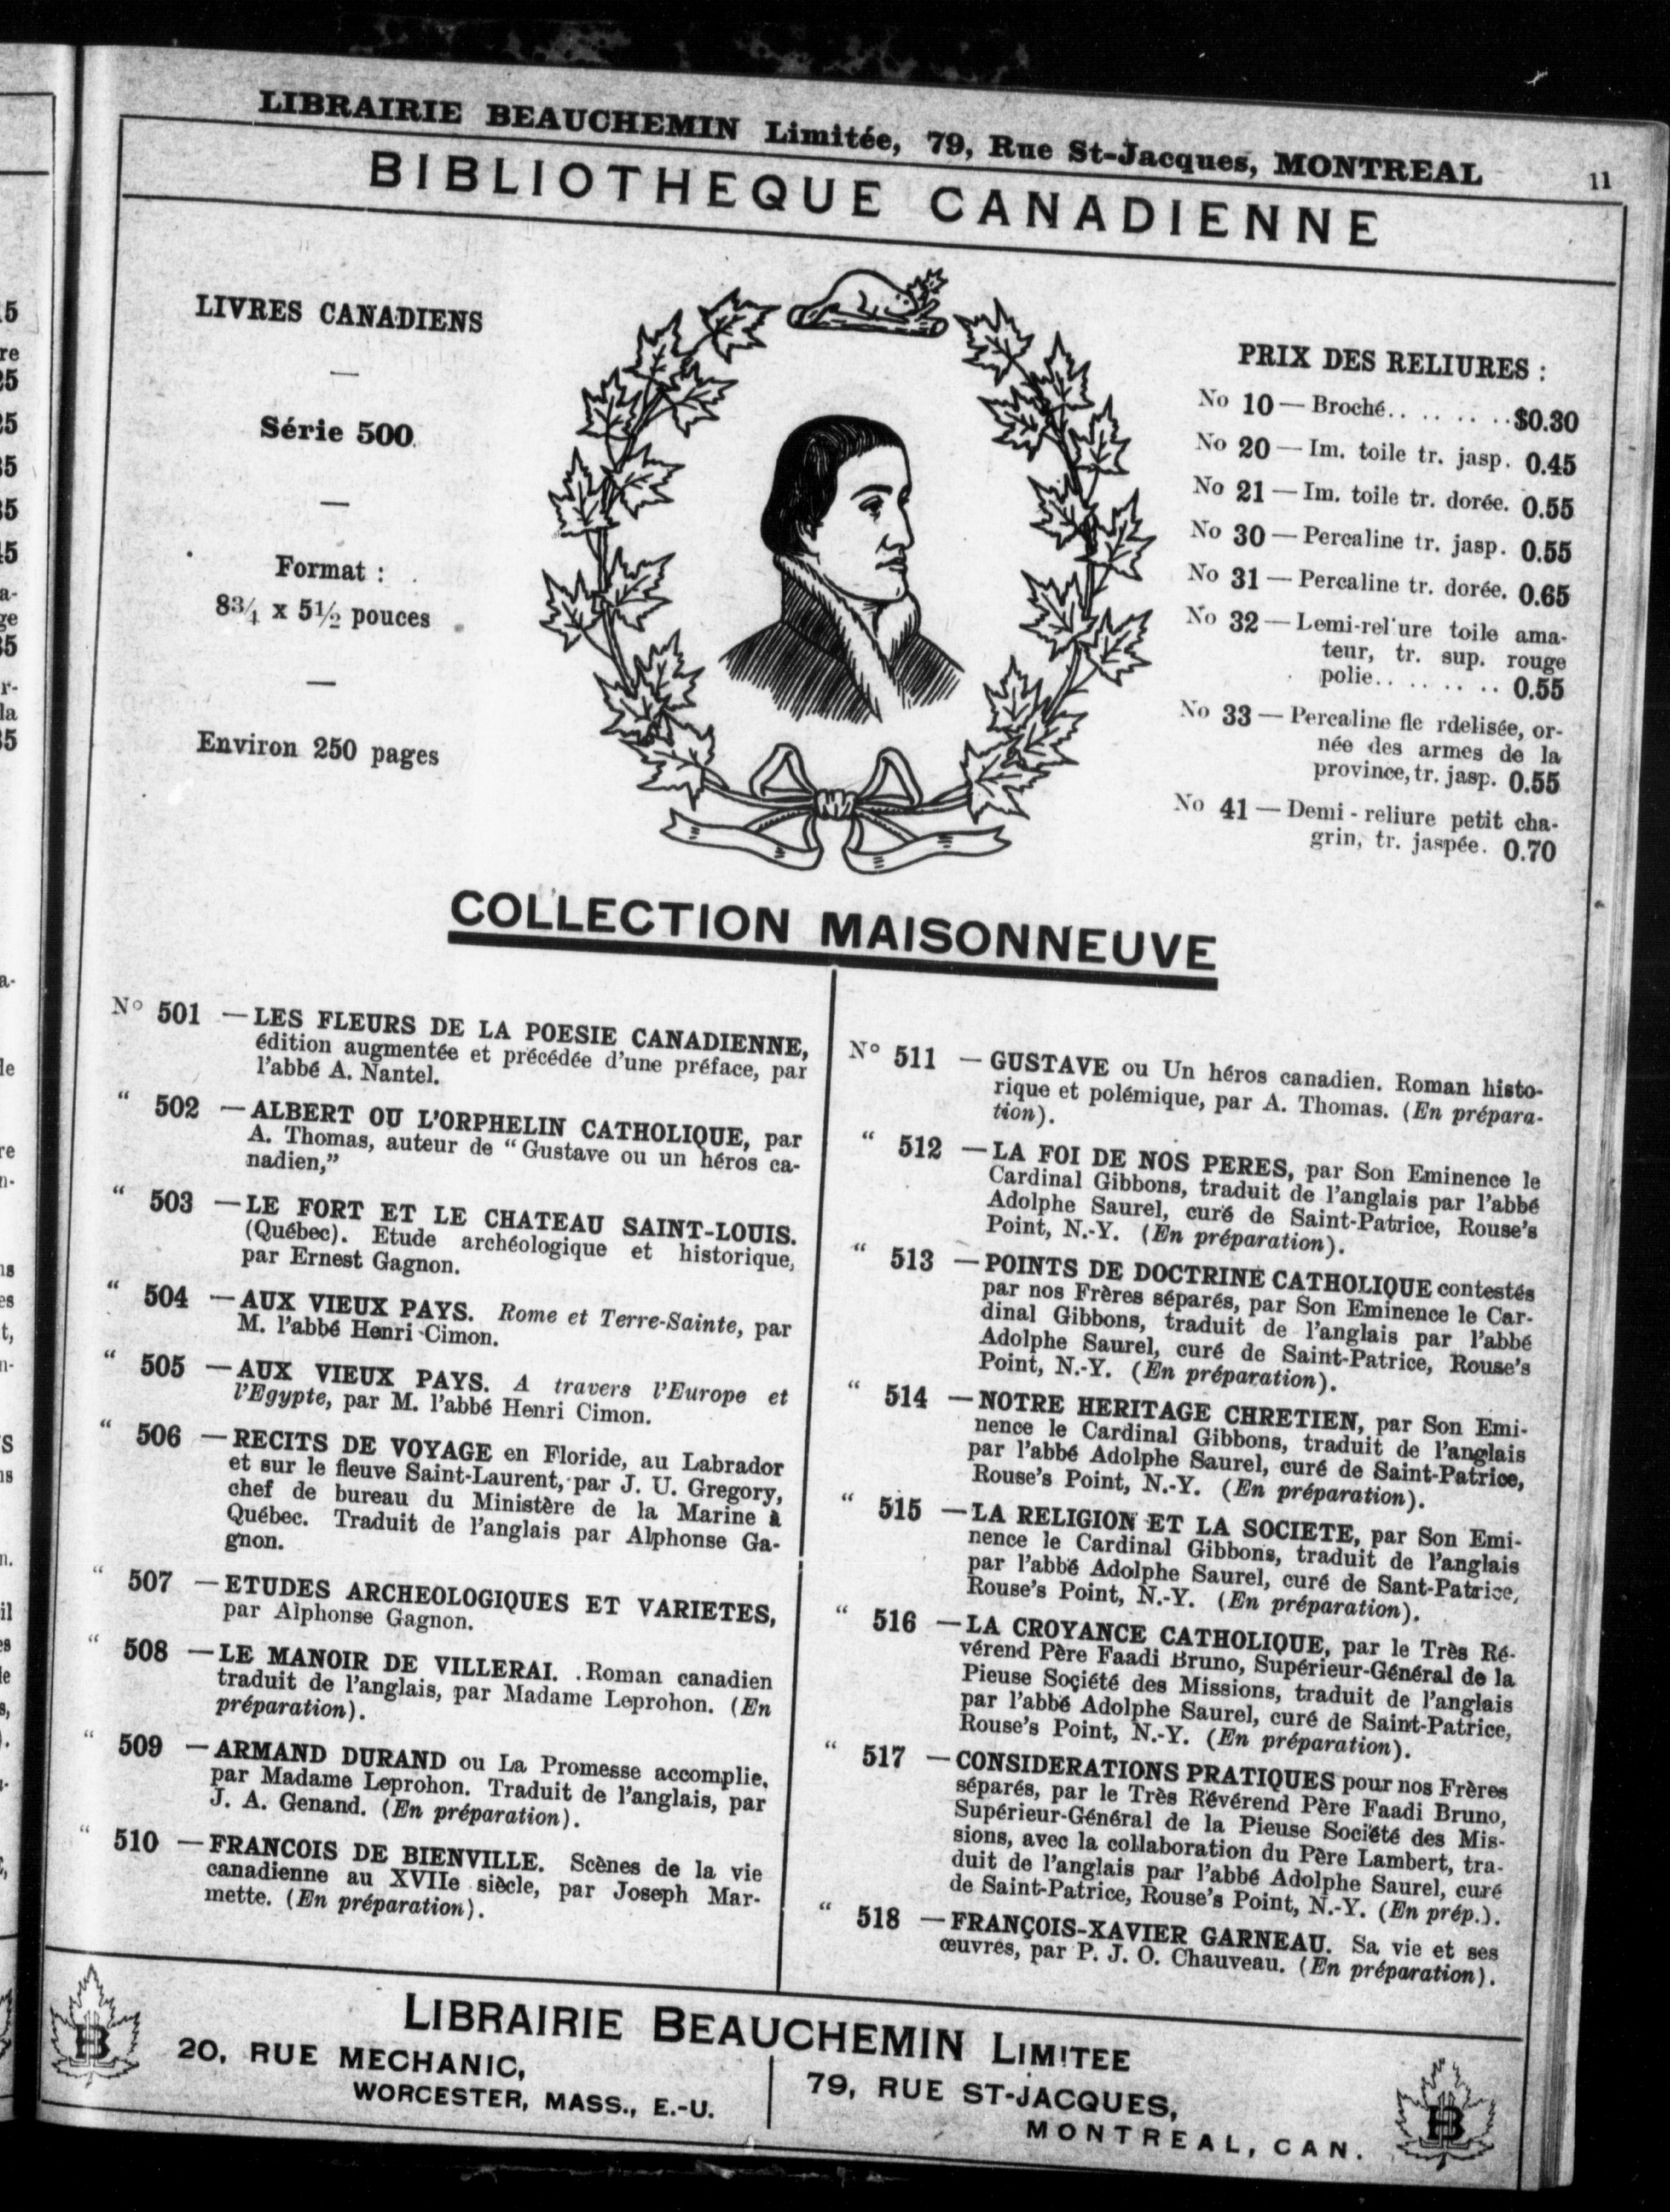 LIBRAIRIE BEAUCHEMIN Limitée, 79, Rue St-Jacques, MONTREAL 11
BIBLIOTHEQUE CANADIENNE
LIVRES CANADIENS
Série 500
Format :
8¾ x 5½ pouces
Environ 250 pages
PRIX DES RELIURES :
No 10 — Broché.. .. .. ..$0.30
No 20 — Im. toile tr. jasp. 0.45
No 21 — Im. toile tr. dorée. 0.55
No 30 — Percaline tr. jasp. 0.55
No 31 — Percaline tr. dorée. 0.65
No 32 — Lemi-rel'ure toile ama-
teur, tr. sup. rouge
polie.. .. .. .. 0.55
No 33 — Percaline fle rdelisée, or-
née des armes de la
province, tr. jasp. 0.55
No 41 — Demi-reliure petit cha-
grin, tr. jaspée. 0.70
COLLECTION MAISONNEUVE
N° 501 — LES FLEURS DE LA POESIE CANADIENNE,
édition augmentée et précédée d'une préface, par
l'abbé A. Nantel.
" 502 — ALBERT OU L'ORPHELIN CATHOLIQUE, par
A. Thomas, auteur de "Gustave ou un héros ca-
nadien,"
" 503 — LE FORT ET LE CHATEAU SAINT-LOUIS.
(Québec). Etude archéologique et historique,
par Ernest Gagnon.
" 504 — AUX VIEUX PAYS. Rome et Terre-Sainte, par
M. l'abbé Henri Cimon.
" 505 — AUX VIEUX PAYS. A travers l'Europe et
l'Egypte, par M. l'abbé Henri Cimon.
" 506 — RECITS DE VOYAGE en Floride, au Labrador
et sur le fleuve Saint-Laurent, par J. U. Gregory,
chef de bureau du Ministère de la Marine à
Québec. Traduit de l'anglais par Alphonse Ga-
gnon.
" 507 — ETUDES ARCHEOLOGIQUES ET VARIETES,
par Alphonse Gagnon.
" 508 — LE MANOIR DE VILLERAI. Roman canadien
traduit de l'anglais, par Madame Leprohon. (En
préparation).
" 509 — ARMAND DURAND ou La Promesse accomplie,
par Madame Leprohon. Traduit de l'anglais, par
J. A. Genand. (En préparation).
" 510 — FRANCOIS DE BIENVILLE. Scènes de la vie
canadienne au XVIIe siècle, par Joseph Mar-
mette. (En préparation).
N° 511 — GUSTAVE ou Un héros canadien. Roman histo-
rique et polémique, par A. Thomas. (En prépara-
tion).
" 512 — LA FOI DE NOS PERES, par Son Eminence le
Cardinal Gibbons, traduit de l'anglais par l'abbé
Adolphe Saurel, curé de Saint-Patrice, Rouse's
Point, N.-Y. (En préparation).
" 513 — POINTS DE DOCTRINE CATHOLIQUE contestés
par nos Frères séparés, par Son Eminence le Car-
dinal Gibbons, traduit de l'anglais par l'abbé
Adolphe Saurel, curé de Saint-Patrice, Rouse's
Point, N.-Y. (En préparation).
" 514 — NOTRE HERITAGE CHRETIEN, par Son Emi-
nence le Cardinal Gibbons, traduit de l'anglais
par l'abbé Adolphe Saurel, curé de Saint-Patrice,
Rouse's Point, N.-Y. (En préparation).
" 515 — LA RELIGION ET LA SOCIETE, par Son Emi-
nence le Cardinal Gibbons, traduit de l'anglais
par l'abbé Adolphe Saurel, curé de Sant-Patrice,
Rouse's Point, N.-Y. (En préparation).
" 516 — LA CROYANCE CATHOLIQUE, par le Très Ré-
vérend Père Faadi Bruno, Supérieur-Général de la
Pieuse Société des Missions, traduit de l'anglais
par l'abbé Adolphe Saurel, curé de Saint-Patrice,
Rouse's Point, N.-Y. (En préparation).
" 517 — CONSIDERATIONS PRATIQUES pour nos Frères
séparés, par le Très Révérend Père Faadi Bruno,
Supérieur-Général de la Pieuse Société des Mis-
sions, avec la collaboration du Père Lambert, tra-
duit de l'anglais par l'abbé Adolphe Saurel, curé
de Saint-Patrice, Rouse's Point, N.-Y. (En prép.).
" 518 — FRANÇOIS-XAVIER GARNEAU. Sa vie et ses
œuvres, par P. J. O. Chauveau. (En préparation).
LIBRAIRIE BEAUCHEMIN LIMITEE
20, RUE MECHANIC,
WORCESTER, MASS., E.-U.
79, RUE ST-JACQUES,
MONTREAL, CAN.